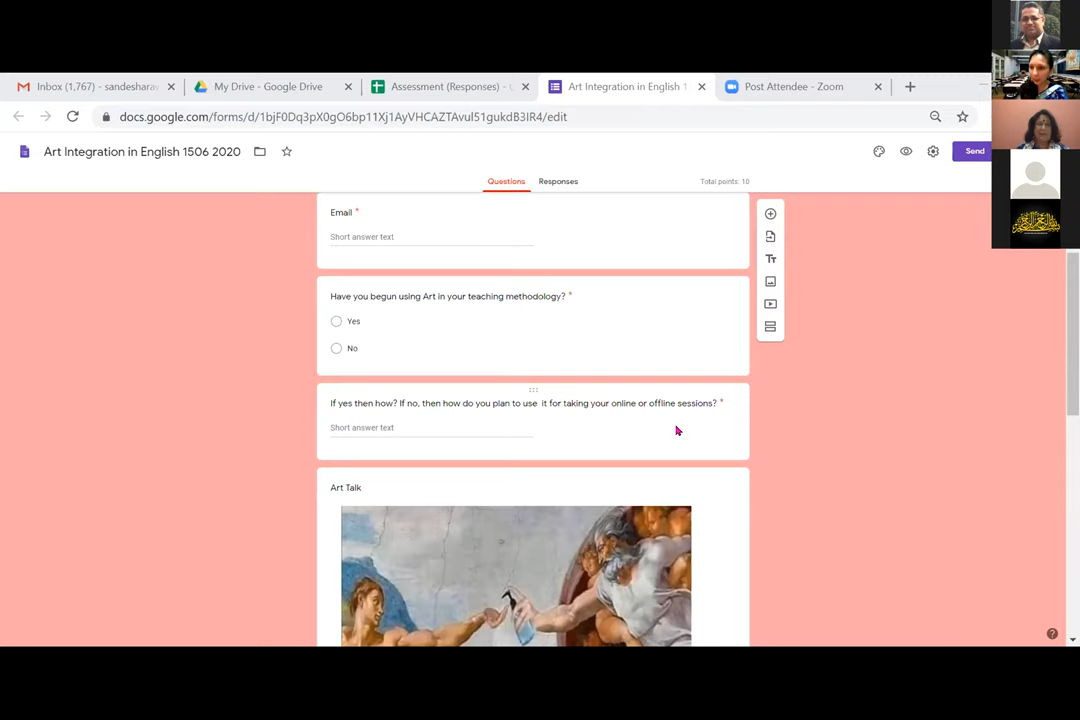 Inbox (1,767) - sandesharay
My Drive - Google Drive
Assessment (Responses) -
Art Integration in English 1
Post Attendee - Zoom
docs.google.com/forms/d/1bjF0Dq3pX0gO6bp11Xj1AyVHCAZTAvuI51gukdB3IR4/edit
Art Integration in English 1506 2020
Send
Questions
Responses
Total points: 10
Email *
Short answer text
Have you begun using Art in your teaching methodology? *
Yes
No
If yes then how? If no, then how do you plan to use it for taking your online or offline sessions? *
Short answer text
Art Talk